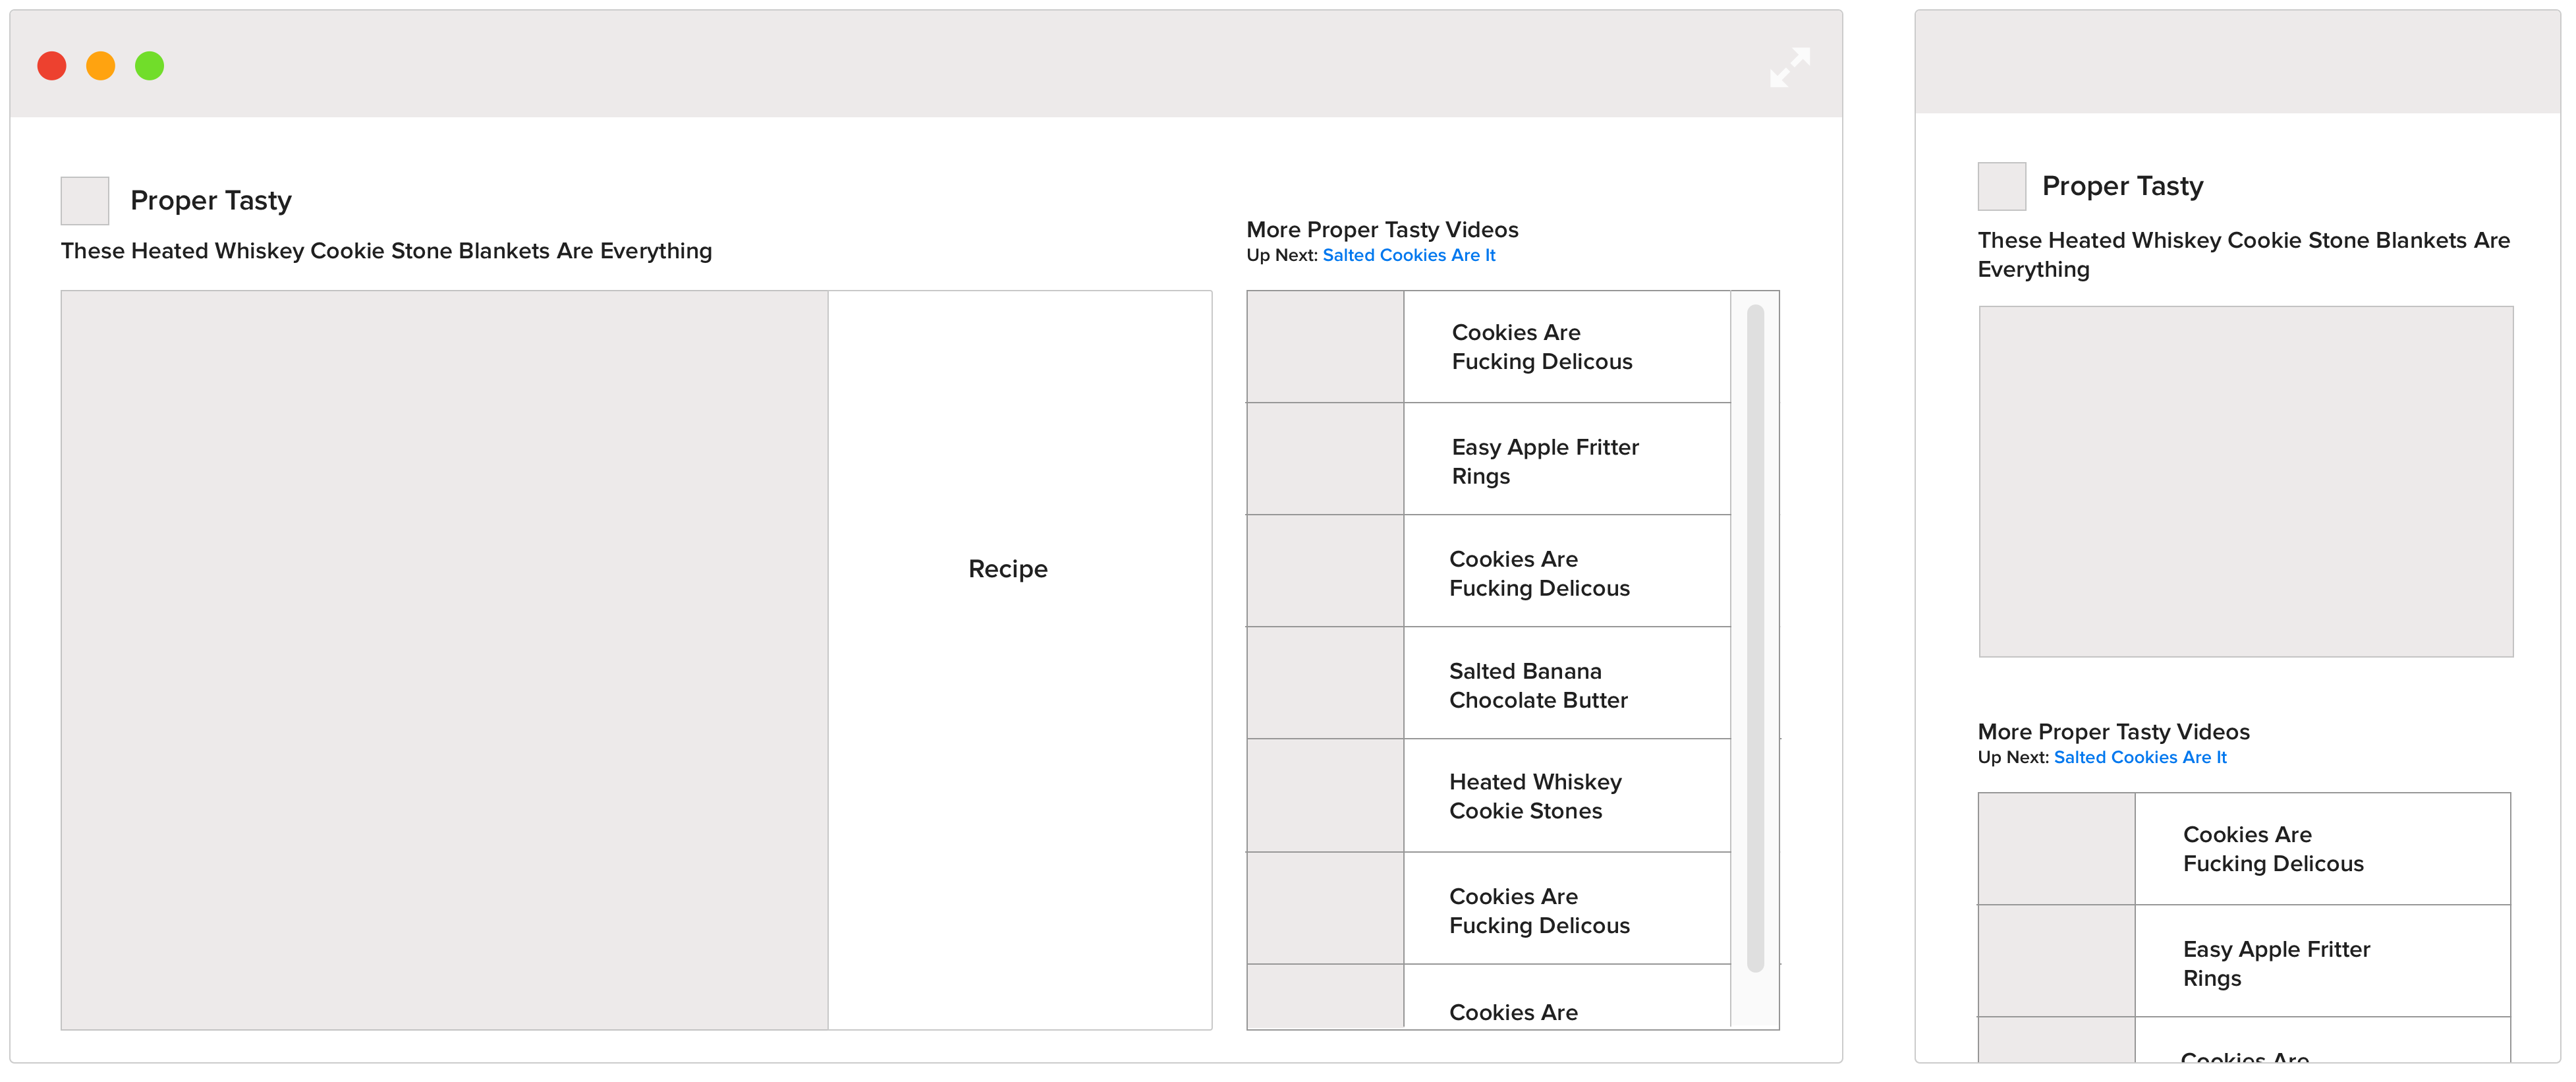 Proper Tasty
These Heated Whiskey Cookie Stone Blankets Are Everything
Recipe
More Proper Tasty Videos
Up Next: Salted Cookies Are It
Cookies Are
Fucking Delicous
Easy Apple Fritter
Rings
Cookies Are
Fucking Delicous
Salted Banana
Chocolate Butter
Heated Whiskey
Cookie Stones
Cookies Are
Fucking Delicous
Cookies Are
Proper Tasty
These Heated Whiskey Cookie Stone Blankets Are
Everything
More Proper Tasty Videos
Up Next: Salted Cookies Are It
Cookies Are
Fucking Delicous
Easy Apple Fritter
Rings
Cookies Are